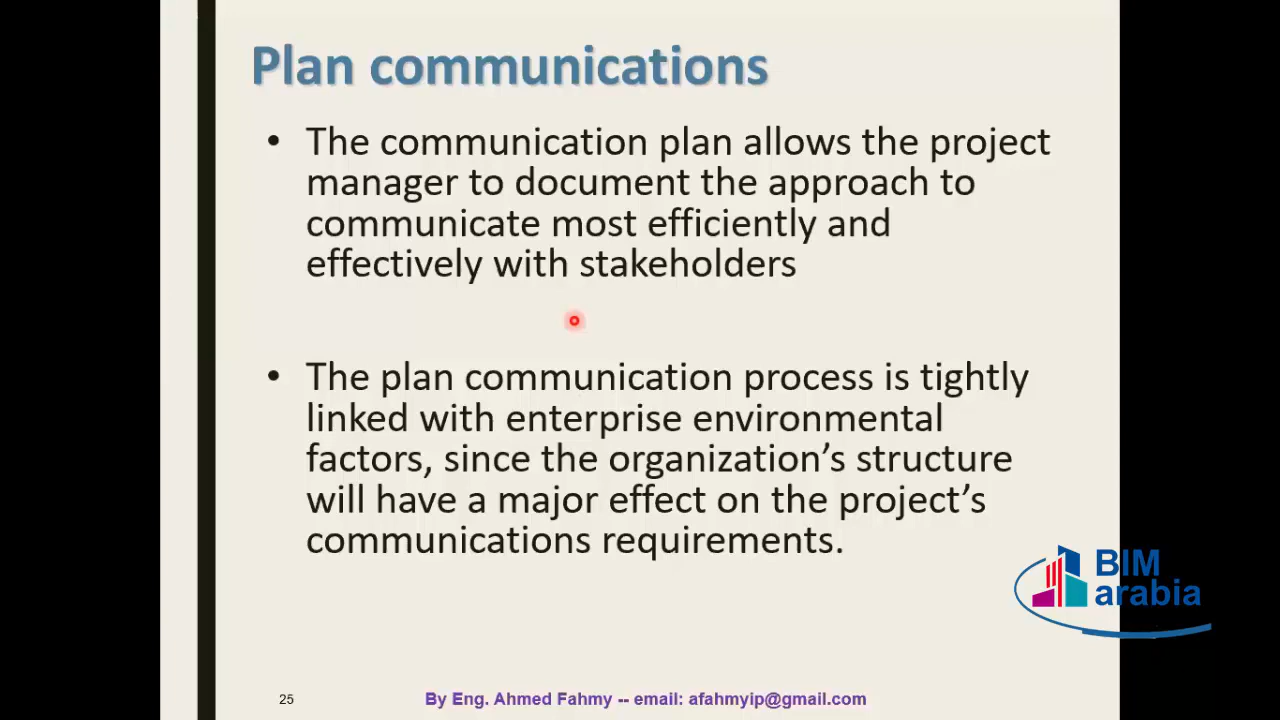 Plan communications
• The communication plan allows the project
manager to document the approach to
communicate most efficiently and
effectively with stakeholders
• The plan communication process is tightly
linked with enterprise environmental
factors, since the organization’s structure
will have a major effect on the project’s
communications requirements.
BIM
arabia
25
By Eng. Ahmed Fahmy -- email: afahmyip@gmail.com